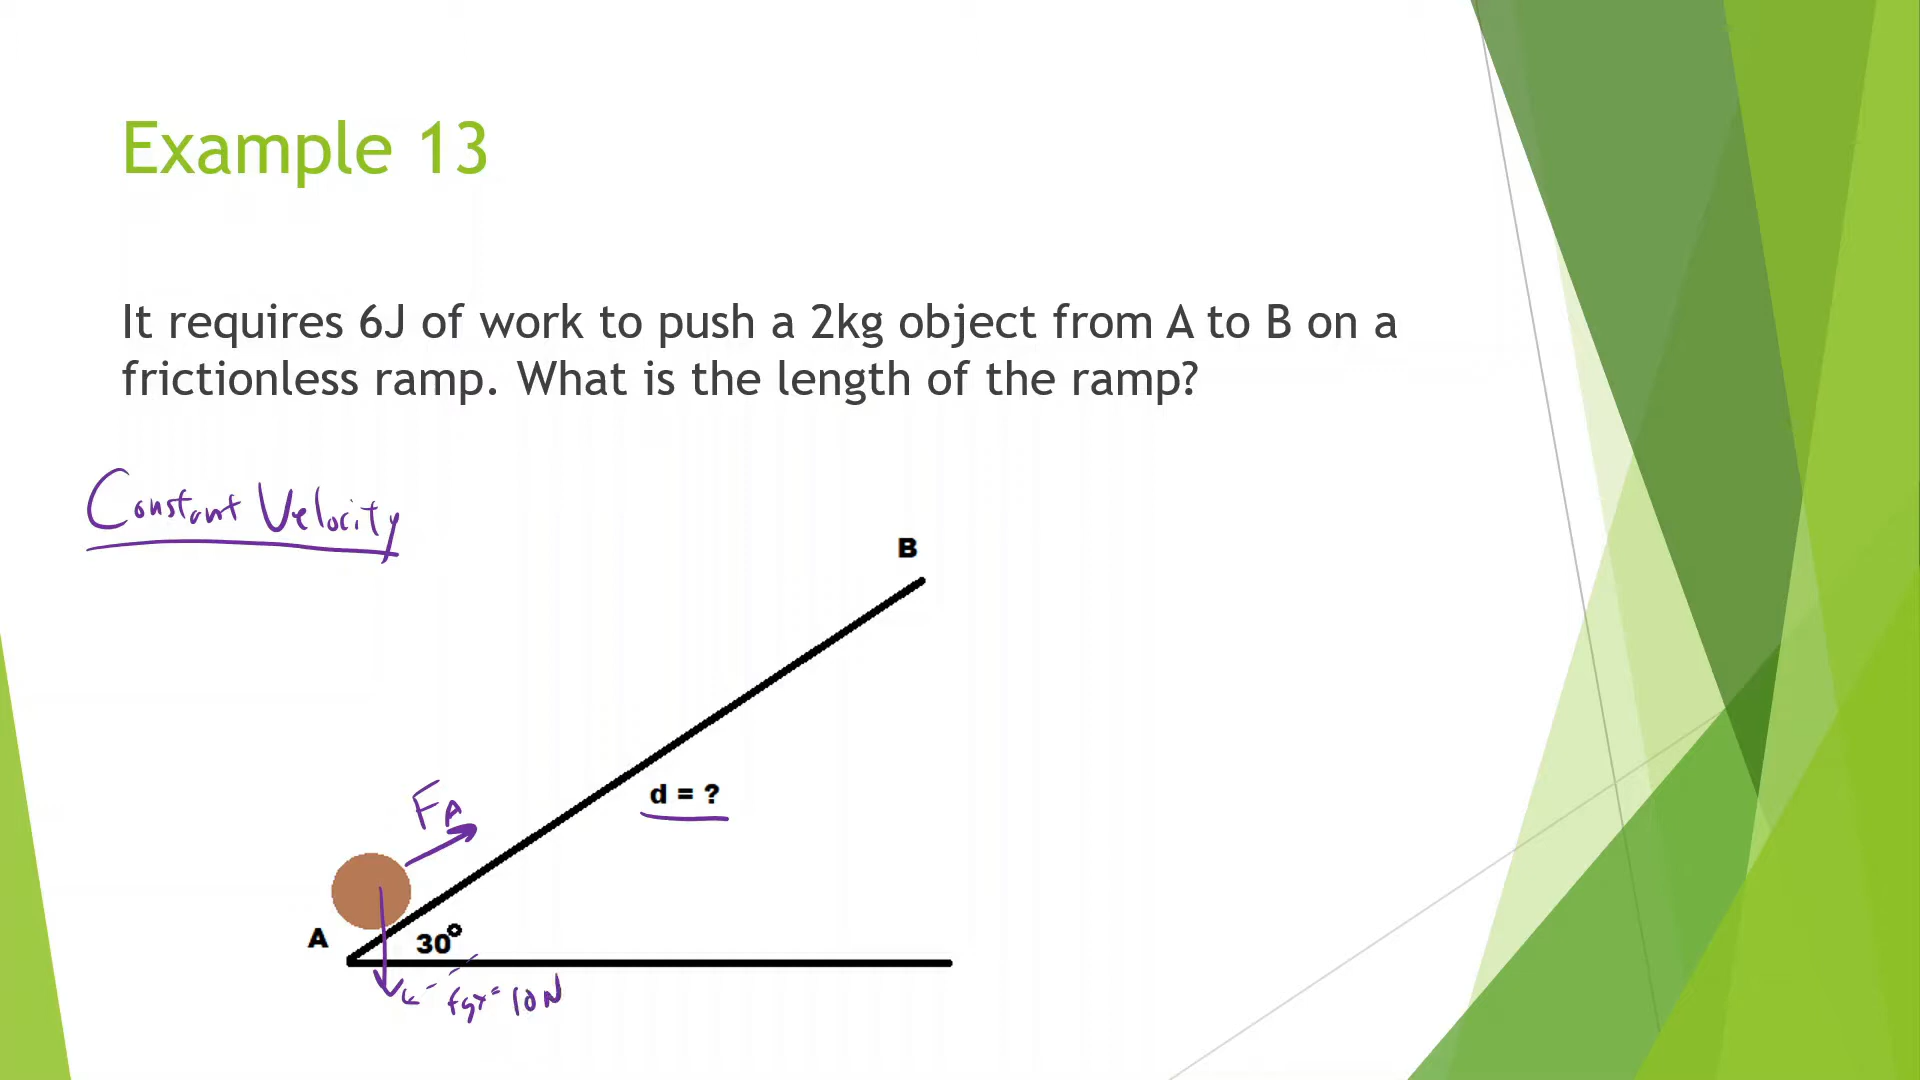 Example 13
It requires 6J of work to push a 2kg object from A to B on a
frictionless ramp. What is the length of the ramp?
Constant Velocity
B
d = ?
FA
A
30°
fgx = 10N